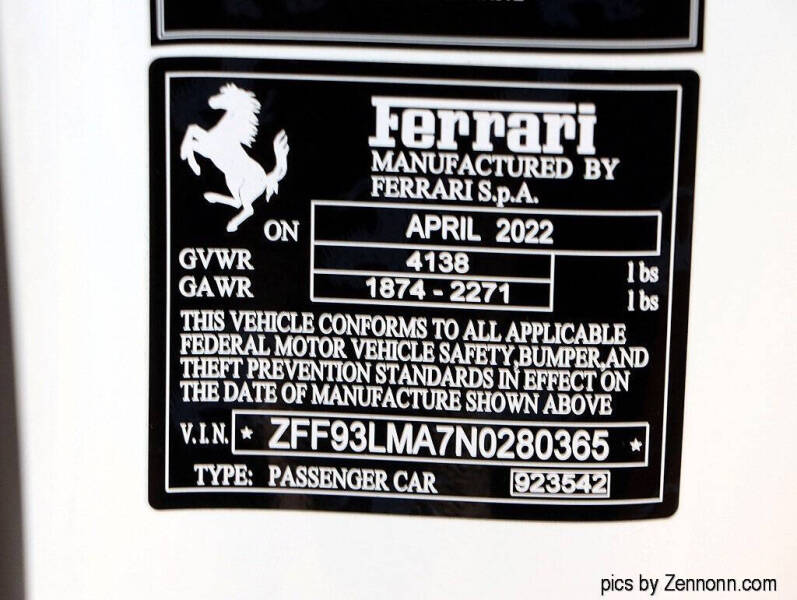 Ferrari
MANUFACTURED BY
FERRARI S.p.A.
ON APRIL 2022
GVWR 4138 lbs
GAWR 1874 - 2271 lbs
THIS VEHICLE CONFORMS TO ALL APPLICABLE
FEDERAL MOTOR VEHICLE SAFETY,BUMPER,AND
THEFT PREVENTION STANDARDS IN EFFECT ON
THE DATE OF MANUFACTURE SHOWN ABOVE
V.I.N. * ZFF93LMA7N0280365 *
TYPE: PASSENGER CAR 923542
pics by Zennonn.com